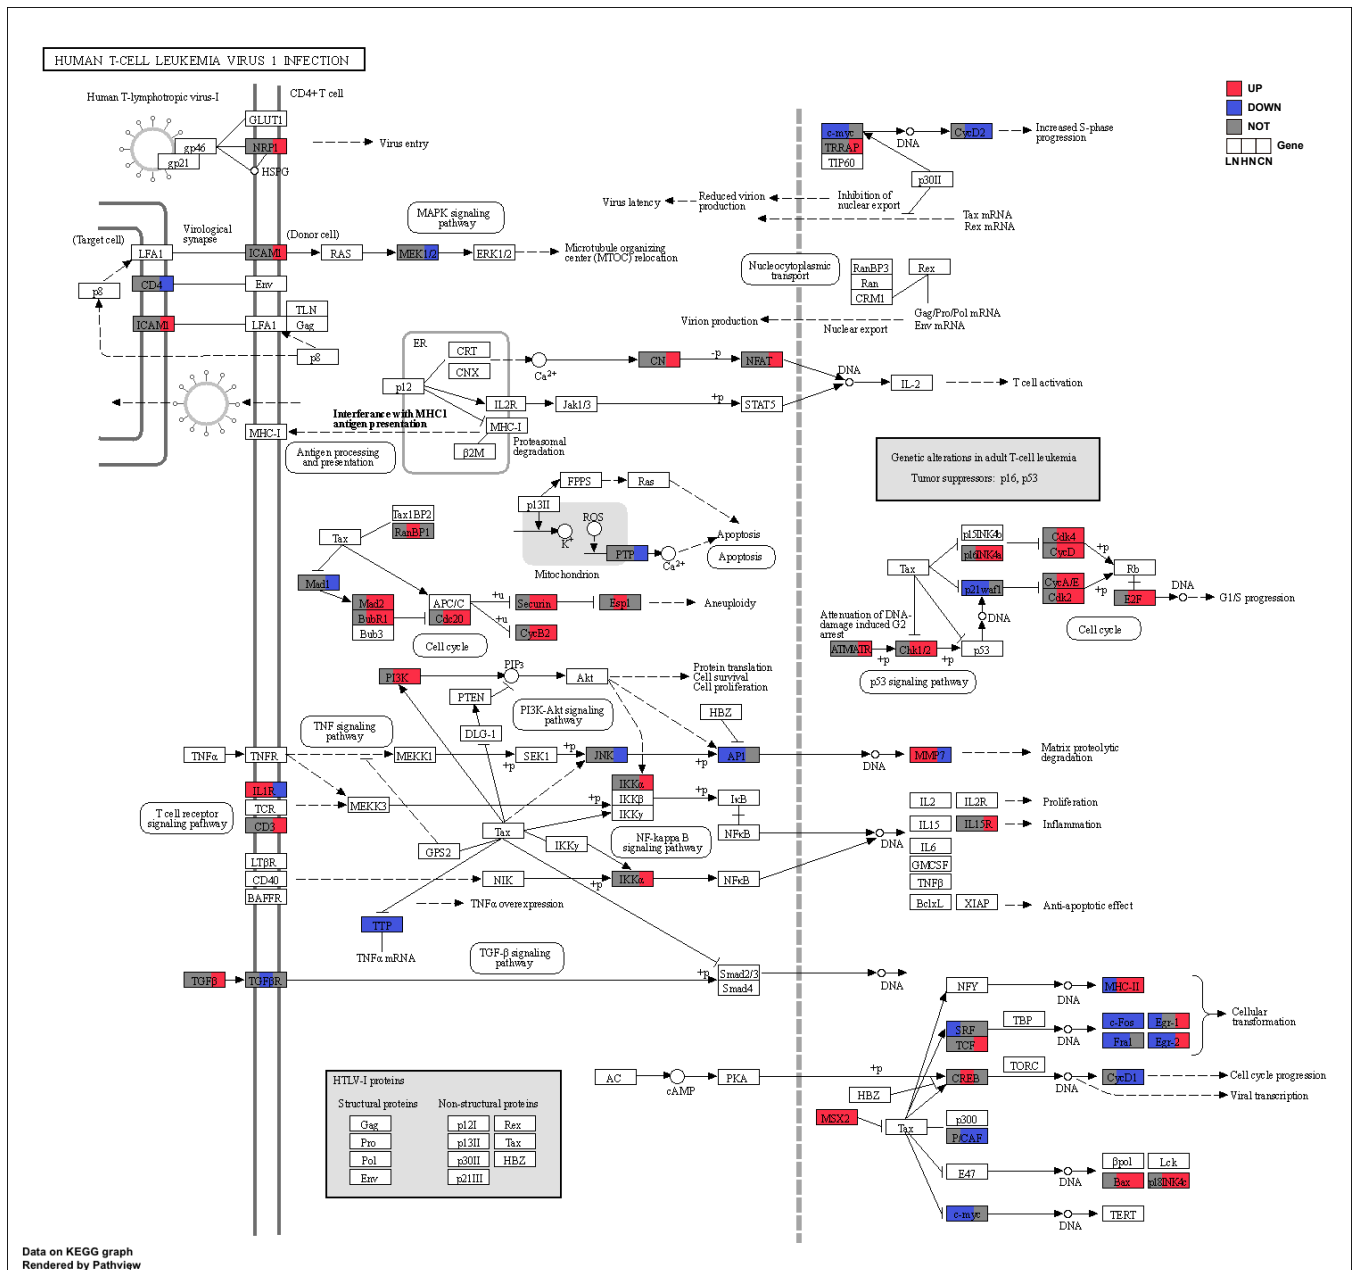 HUMAN T-CELL LEUKEMIA VIRUS 1 INFECTION
Human T-lymphotropic virus-I
CD4+ T cell
GLUT1
gp46
gp21
NRP1
HSPG
Virus entry
c-myc
TRRAP
TIP60
DNA
CycD2
Increased S-phase
progression
p30II
UP
DOWN
NOT
Gene
LNHNCN
Virus latency
Reduced virion
production
Inhibition of
nuclear export
Tax mRNA
Rex mRNA
MAPK signaling
pathway
(Target cell)
Virological
synapse
(Donor cell)
LFA1
ICAM1
RAS
MEK1/2
ERK1/2
Microtubule organizing
center (MTOC) relocation
CD4
Env
p8
ICAM1
LFA1
TLN
Gag
p8
Nucleocytoplasmic
transport
RanBP3
Ran
CRM1
Rex
Gag/Pro/Pol mRNA
Env mRNA
Virion production
Nuclear export
ER
CRT
CNX
p12
Ca2+
CN
-p
NFAT
DNA
IL-2
T cell activation
IL2R
Jak1/3
+p
STAT5
Interferance with MHC1
antigen presentation
MHC-I
MHC-I
β2M
Proteasomal
degradation
Antigen processing
and presentation
Genetic alterations in adult T-cell leukemia
Tumor suppressors: p16, p53
FPPS
Ras
p13II
ROS
K+
PTP
Ca2+
Mitochondrion
Apoptosis
Apoptosis
Tax1BP2
RanBP1
Tax
Mad1
Mad2
BubR1
Bub3
APC/C
Cdc20
+u
+u
Securin
Esp1
CycB2
Aneuploidy
Cell cycle
p15INK4b
p16INK4a
Cdk4
CycD
+p
Tax
p21waf1
CycA/E
Cdk2
+p
Rb
E2F
DNA
G1/S progression
DNA
Cell cycle
Attenuation of DNA-
damage induced G2
arrest
ATM/ATR
+p
Chk1/2
+p
p53
p53 signaling pathway
PI3K
PIP3
Akt
Protein translation
Cell survival
Cell proliferation
PTEN
DLG-1
PI3K-Akt signaling
pathway
HBZ
TNF signaling
pathway
TNFα
TNFR
MEKK1
+p
SEK1
+p
JNK
+p
AP1
DNA
MMP7
Matrix proteolytic
degradation
IL1R
TCR
CD3
T cell receptor
signaling pathway
MEKK3
+p
IKKα
IKKβ
IKKγ
+p
IκB
NFκB
Tax
GPS2
IKKγ
NF-kappa B
signaling pathway
DNA
IL2
IL2R
IL15
IL15R
IL6
GMCSF
TNFβ
BclxL
XIAP
Proliferation
Inflammation
Anti-apoptotic effect
LTβR
CD40
BAFFR
NIK
+p
IKKα
NFκB
TNFα overexpression
TTP
TNFα mRNA
TGF-β signaling
pathway
TGFβ
TGFβR
+p
Smad2/3
Smad4
DNA
NFY
DNA
MHC-II
SRF
TCF
TBP
DNA
c-Fos
Egr-1
Fra1
Egr-2
Cellular
transformation
AC
cAMP
PKA
+p
CREB
TORC
DNA
CycD1
Cell cycle progression
Viral transcription
HBZ
MSX2
Tax
p300
P/CAF
E47
DNA
βpol
Lck
Bax
p18INK4c
c-myc
DNA
TERT
HTLV-I proteins
Structural proteins
Non-structural proteins
Gag
p12I
Rex
Pro
p13II
Tax
Pol
p30II
HBZ
Env
p21III
Data on KEGG graph
Rendered by Pathview